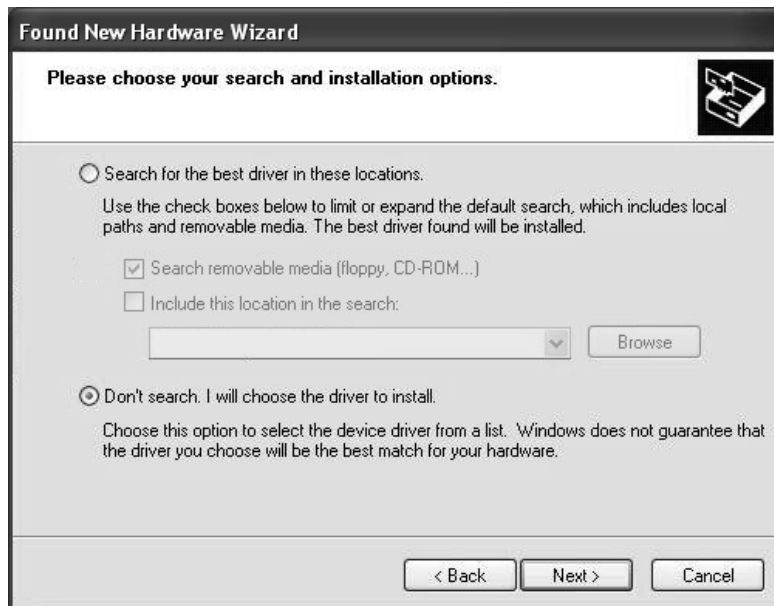 Found New Hardware Wizard
Please choose your search and installation options.
Search for the best driver in these locations.
Use the check boxes below to limit or expand the default search, which includes local
paths and removable media. The best driver found will be installed.
Search removable media (floppy, CD-ROM...)
Include this location in the search:
Browse
Don't search. I will choose the driver to install.
Choose this option to select the device driver from a list. Windows does not guarantee that
the driver you choose will be the best match for your hardware.
< Back Next > Cancel